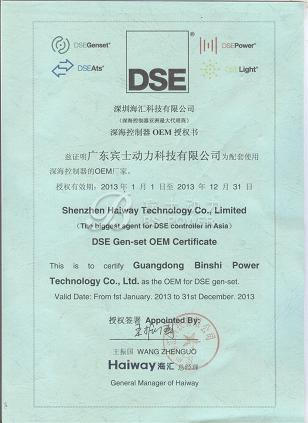 DSEGenset®
DSEPower®
DSEAts®
DSE
Light®
深圳海汇科技有限公司
（深海控制器亚洲最大代理商）
深海控制器 OEM 授权书
兹证明广东宾士动力科技有限公司为配套使用
深海控制器的OEM厂家。
授权有效期：2013 年 1 月 1 日至 2013 年 12 月 31 日
Shenzhen Haiway Technology Co., Limited
(The biggest agent for DSE controller in Asia)
DSE Gen-set OEM Certificate
This is to certify Guangdong Binshi Power
Technology Co., Ltd. as the OEM for DSE gen-set.
Valid Date: From fst January. 2013 to 31st December. 2013
授权签署 Appointed By:
王振国 WANG ZHENGUO
Haiway 海汇 总经理
General Manager of Haiway